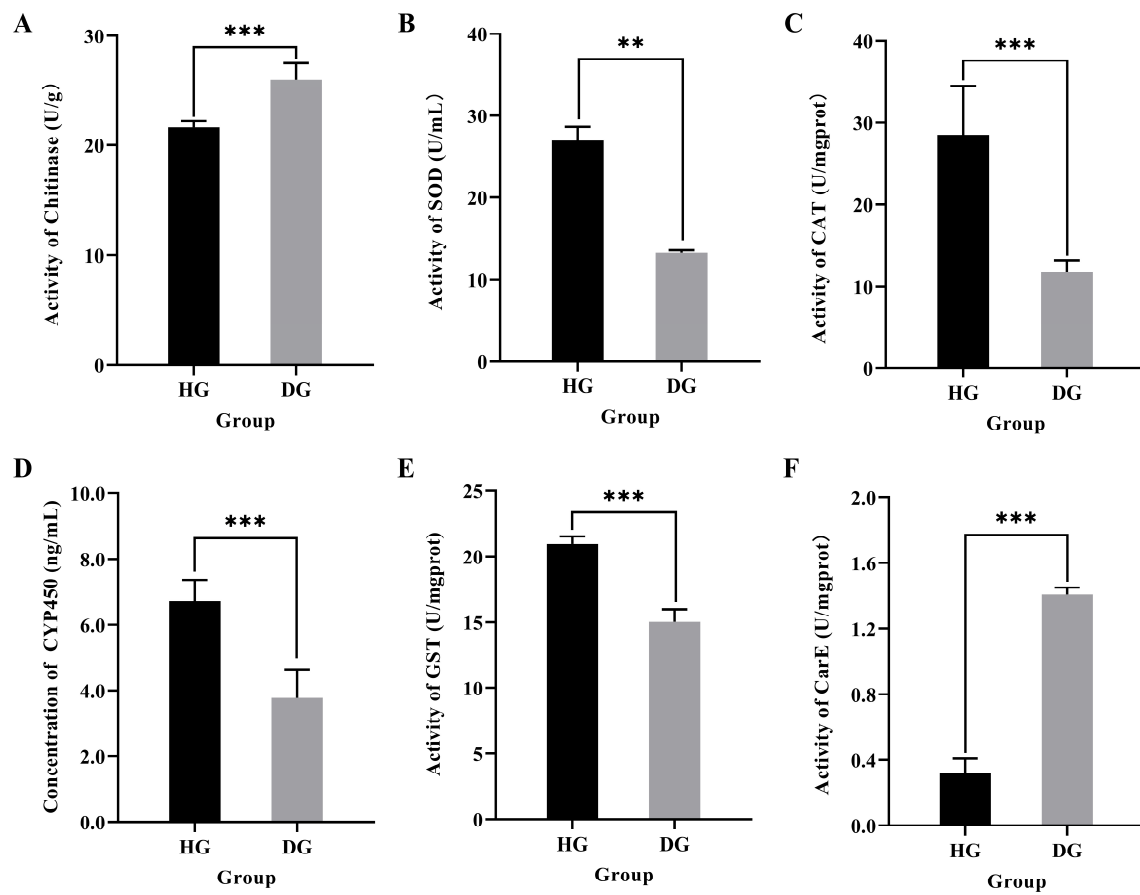 A
Activity of Chitinase (U/g)
30
20
10
0
***
HG
DG
Group
B
Activity of SOD (U/mL)
40
30
20
10
0
**
HG
DG
Group
C
Activity of CAT (U/mgprot)
40
30
20
10
0
***
HG
DG
Group
D
Concentration of CYP450 (ng/mL)
10.0
8.0
6.0
4.0
2.0
0.0
***
HG
DG
Group
E
Activity of GST (U/mgprot)
25
20
15
10
5
0
***
HG
DG
Group
F
Activity of CarE (U/mgprot)
2.0
1.6
1.2
0.8
0.4
0.0
***
HG
DG
Group